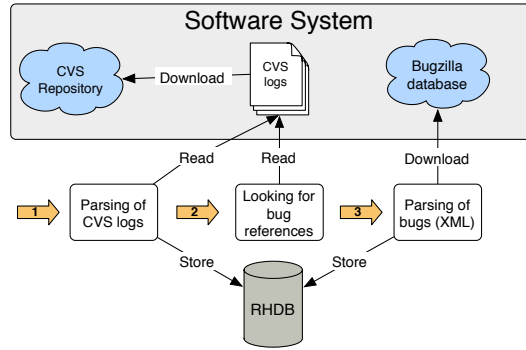 Software System
CVS
Repository
Download
CVS
logs
Bugzilla
database
Read
Read
Download
1
Parsing of
CVS logs
2
Looking for
bug
references
3
Parsing of
bugs (XML)
Store
Store
RHDB